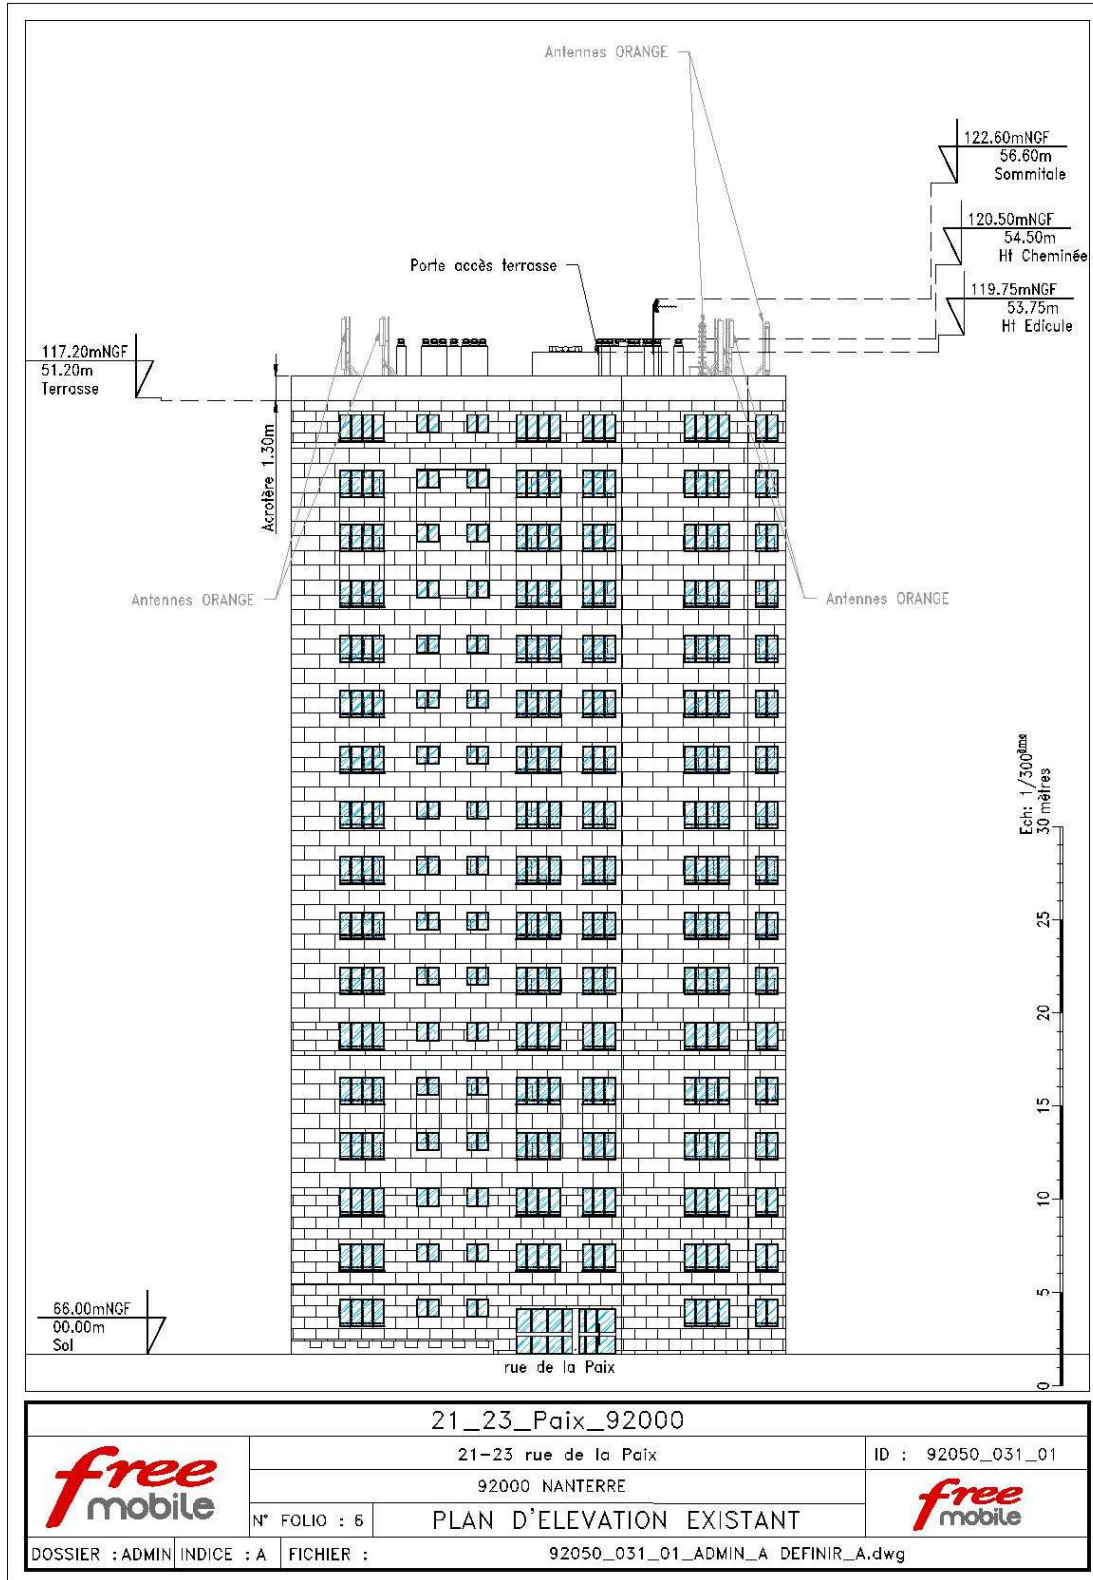 Antennes ORANGE
122.60mNGF
56.60m
Sommitale
120.50mNGF
54.50m
Ht Cheminée
Porte accès terrasse
119.75mNGF
53.75m
Ht Edicule
117.20mNGF
51.20m
Terrasse
Acrotère 1.30m
Antennes ORANGE
Antennes ORANGE
Ech: 1/300ème
30 mètres
25
20
15
10
5
0
66.00mNGF
00.00m
Sol
rue de la Paix
21_23_Paix_92000
free mobile
21-23 rue de la Paix
ID : 92050_031_01
92000 NANTERRE
free mobile
N° FOLIO : 6
PLAN D'ELEVATION EXISTANT
DOSSIER : ADMIN
INDICE : A
FICHIER :
92050_031_01_ADMIN_A DEFINIR_A.dwg